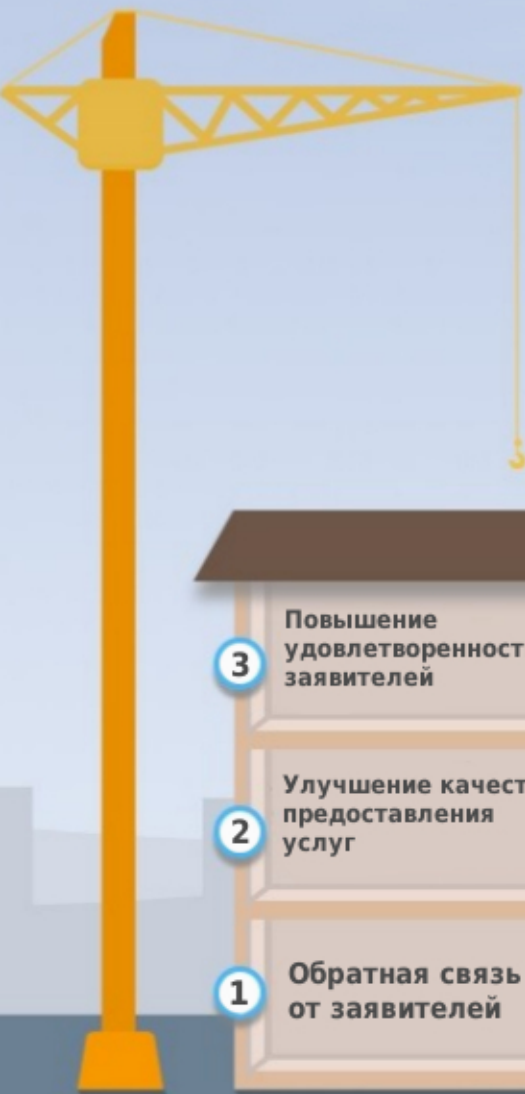 3
Повышение
удовлетворенност
заявителей
2
Улучшение качест
предоставления
услуг
1
Обратная связь
от заявителей